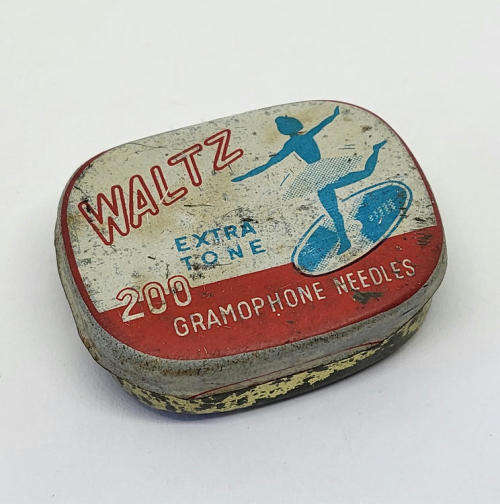 WALTZ
EXTRA
TONE
200
GRAMOPHONE NEEDLES